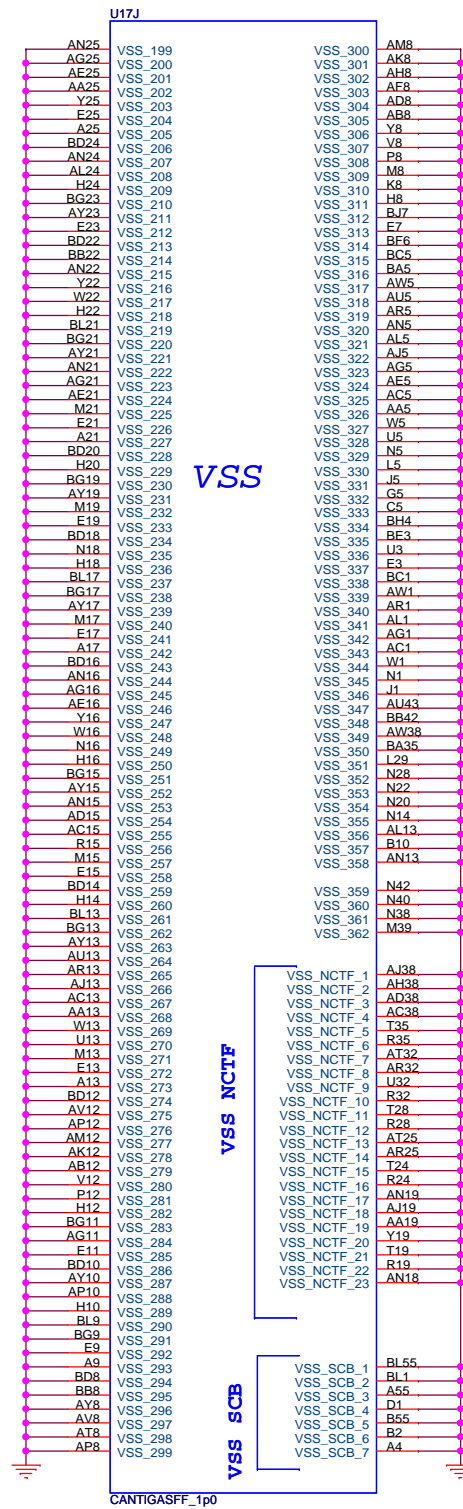 U17J
AN25 VSS_199 VSS_300 AM8
AG25 VSS_200 VSS_301 AK8
AE25 VSS_201 VSS_302 AH8
AA25 VSS_202 VSS_303 AF8
Y25 VSS_203 VSS_304 AD8
E25 VSS_204 VSS_305 AB8
A25 VSS_205 VSS_306 Y8
BD24 VSS_206 VSS_307 V8
AN24 VSS_207 VSS_308 P8
AL24 VSS_208 VSS_309 M8
H24 VSS_209 VSS_310 K8
BG23 VSS_210 VSS_311 H8
AY23 VSS_211 VSS_312 BJ7
E23 VSS_212 VSS_313 E7
BD22 VSS_213 VSS_314 BF6
BB22 VSS_214 VSS_315 BC5
AN22 VSS_215 VSS_316 BA5
Y22 VSS_216 VSS_317 AW5
W22 VSS_217 VSS_318 AU5
H22 VSS_218 VSS_319 AR5
BL21 VSS_219 VSS_320 AN5
BG21 VSS_220 VSS_321 AL5
AY21 VSS_221 VSS_322 AJ5
AN21 VSS_222 VSS_323 AG5
AG21 VSS_223 VSS_324 AE5
AE21 VSS_224 VSS_325 AC5
M21 VSS_225 VSS_326 AA5
E21 VSS_226 VSS_327 W5
A21 VSS_227 VSS_328 U5
BD20 VSS_228 VSS_329 N5
H20 VSS_229 VSS_330 L5
VSS
BG19 VSS_230 VSS_331 J5
AY19 VSS_231 VSS_332 G5
M19 VSS_232 VSS_333 C5
E19 VSS_233 VSS_334 BH4
BD18 VSS_234 VSS_335 BE3
N18 VSS_235 VSS_336 U3
H18 VSS_236 VSS_337 E3
BL17 VSS_237 VSS_338 BC1
BG17 VSS_238 VSS_339 AW1
AY17 VSS_239 VSS_340 AR1
M17 VSS_240 VSS_341 AL1
E17 VSS_241 VSS_342 AG1
A17 VSS_242 VSS_343 AC1
BD16 VSS_243 VSS_344 W1
AN16 VSS_244 VSS_345 N1
AG16 VSS_245 VSS_346 J1
AE16 VSS_246 VSS_347 AU43
Y16 VSS_247 VSS_348 BB42
W16 VSS_248 VSS_349 AW38
N16 VSS_249 VSS_350 BA35
H16 VSS_250 VSS_351 L29
BG15 VSS_251 VSS_352 N28
AY15 VSS_252 VSS_353 N22
AN15 VSS_253 VSS_354 N20
AD15 VSS_254 VSS_355 N14
AC15 VSS_255 VSS_356 AL13
R15 VSS_256 VSS_357 B10
M15 VSS_257 VSS_358 AN13
E15 VSS_258
BD14 VSS_259 VSS_359 N42
H14 VSS_260 VSS_360 N40
BL13 VSS_261 VSS_361 N38
BG13 VSS_262 VSS_362 M39
AY13 VSS_263
AU13 VSS_264
AR13 VSS_265 VSS_NCTF_1 AJ38
AJ13 VSS_266 VSS_NCTF_2 AH38
AC13 VSS_267 VSS_NCTF_3 AD38
AA13 VSS_268 VSS_NCTF_4 AC38
W13 VSS_269 VSS_NCTF_5 T35
U13 VSS_270 VSS_NCTF_6 R35
M13 VSS_271 VSS_NCTF_7 AT32
E13 VSS_272 VSS_NCTF_8 AR32
A13 VSS_273 VSS_NCTF_9 U32
BD12 VSS_274 VSS_NCTF_10 R32
VSS NCTF
AV12 VSS_275 VSS_NCTF_11 T28
AP12 VSS_276 VSS_NCTF_12 R28
AM12 VSS_277 VSS_NCTF_13 AT25
AK12 VSS_278 VSS_NCTF_14 AR25
AB12 VSS_279 VSS_NCTF_15 T24
V12 VSS_280 VSS_NCTF_16 R24
P12 VSS_281 VSS_NCTF_17 AN19
H12 VSS_282 VSS_NCTF_18 AJ19
BG11 VSS_283 VSS_NCTF_19 AA19
AG11 VSS_284 VSS_NCTF_20 Y19
E11 VSS_285 VSS_NCTF_21 T19
BD10 VSS_286 VSS_NCTF_22 R19
AY10 VSS_287 VSS_NCTF_23 AN18
AP10 VSS_288
H10 VSS_289
BL9 VSS_290
BG9 VSS_291
E9 VSS_292
A9 VSS_293 VSS_SCB_1 BL55
BD8 VSS_294 VSS_SCB_2 BL1
BB8 VSS_295 VSS_SCB_3 A55
AY8 VSS_296 VSS_SCB_4 D1
VSS SCB
AV8 VSS_297 VSS_SCB_5 B55
AT8 VSS_298 VSS_SCB_6 B2
AP8 VSS_299 VSS_SCB_7 A4
CANTIGASFF_1p0